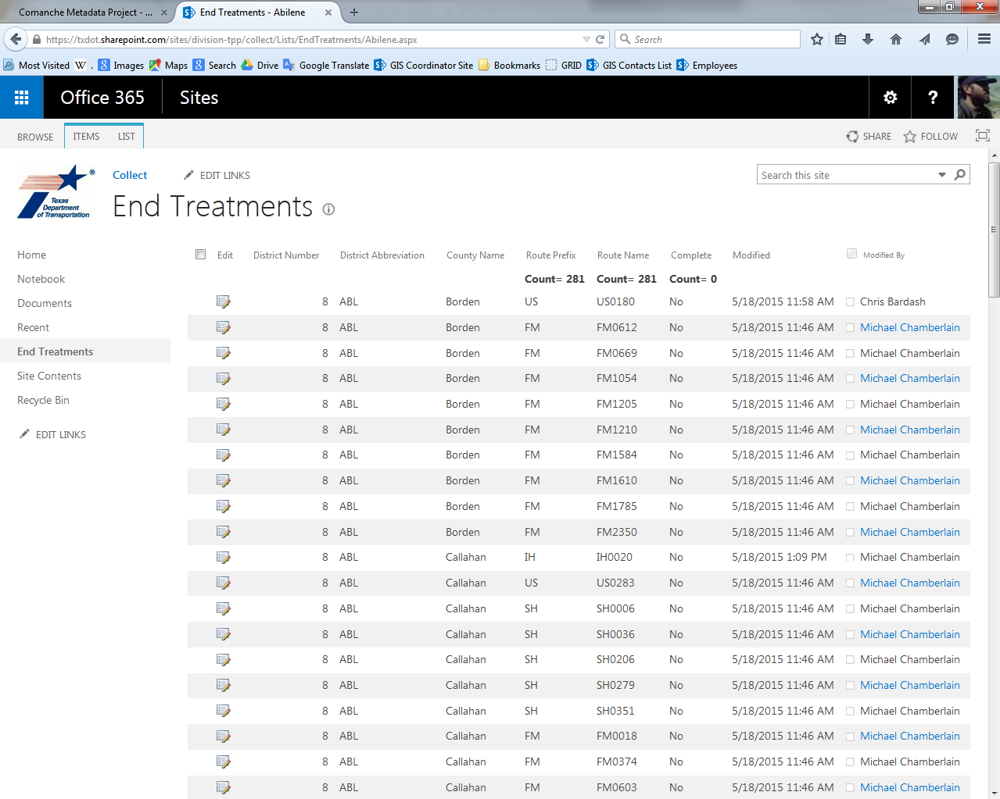 Comanche Metadata Project - ... × End Treatments - Abilene × +
https://txdot.sharepoint.com/sites/division-tpp/collect/Lists/EndTreatments/Abilene.aspx Search
Most Visited W . Images Maps Search Drive Google Translate GIS Coordinator Site Bookmarks GRID GIS Contacts List Employees
Office 365 Sites ?
BROWSE ITEMS LIST SHARE FOLLOW
Texas
Department
of Transportation
®
Collect EDIT LINKS Search this site
End Treatments
Home
Notebook
Documents
Recent
End Treatments
Site Contents
Recycle Bin
EDIT LINKS
Edit District Number District Abbreviation County Name Route Prefix Route Name Complete Modified Modified By
Count= 281 Count= 281 Count= 0
8 ABL Borden US US0180 No 5/18/2015 11:58 AM Chris Bardash
8 ABL Borden FM FM0612 No 5/18/2015 11:46 AM Michael Chamberlain
8 ABL Borden FM FM0669 No 5/18/2015 11:46 AM Michael Chamberlain
8 ABL Borden FM FM1054 No 5/18/2015 11:46 AM Michael Chamberlain
8 ABL Borden FM FM1205 No 5/18/2015 11:46 AM Michael Chamberlain
8 ABL Borden FM FM1210 No 5/18/2015 11:46 AM Michael Chamberlain
8 ABL Borden FM FM1584 No 5/18/2015 11:46 AM Michael Chamberlain
8 ABL Borden FM FM1610 No 5/18/2015 11:46 AM Michael Chamberlain
8 ABL Borden FM FM1785 No 5/18/2015 11:46 AM Michael Chamberlain
8 ABL Borden FM FM2350 No 5/18/2015 11:46 AM Michael Chamberlain
8 ABL Callahan IH IH0020 No 5/18/2015 1:09 PM Michael Chamberlain
8 ABL Callahan US US0283 No 5/18/2015 11:46 AM Michael Chamberlain
8 ABL Callahan SH SH0006 No 5/18/2015 11:46 AM Michael Chamberlain
8 ABL Callahan SH SH0036 No 5/18/2015 11:46 AM Michael Chamberlain
8 ABL Callahan SH SH0206 No 5/18/2015 11:46 AM Michael Chamberlain
8 ABL Callahan SH SH0279 No 5/18/2015 11:46 AM Michael Chamberlain
8 ABL Callahan SH SH0351 No 5/18/2015 11:46 AM Michael Chamberlain
8 ABL Callahan FM FM0018 No 5/18/2015 11:46 AM Michael Chamberlain
8 ABL Callahan FM FM0374 No 5/18/2015 11:46 AM Michael Chamberlain
8 ABL Callahan FM FM0603 No 5/18/2015 11:46 AM Michael Chamberlain